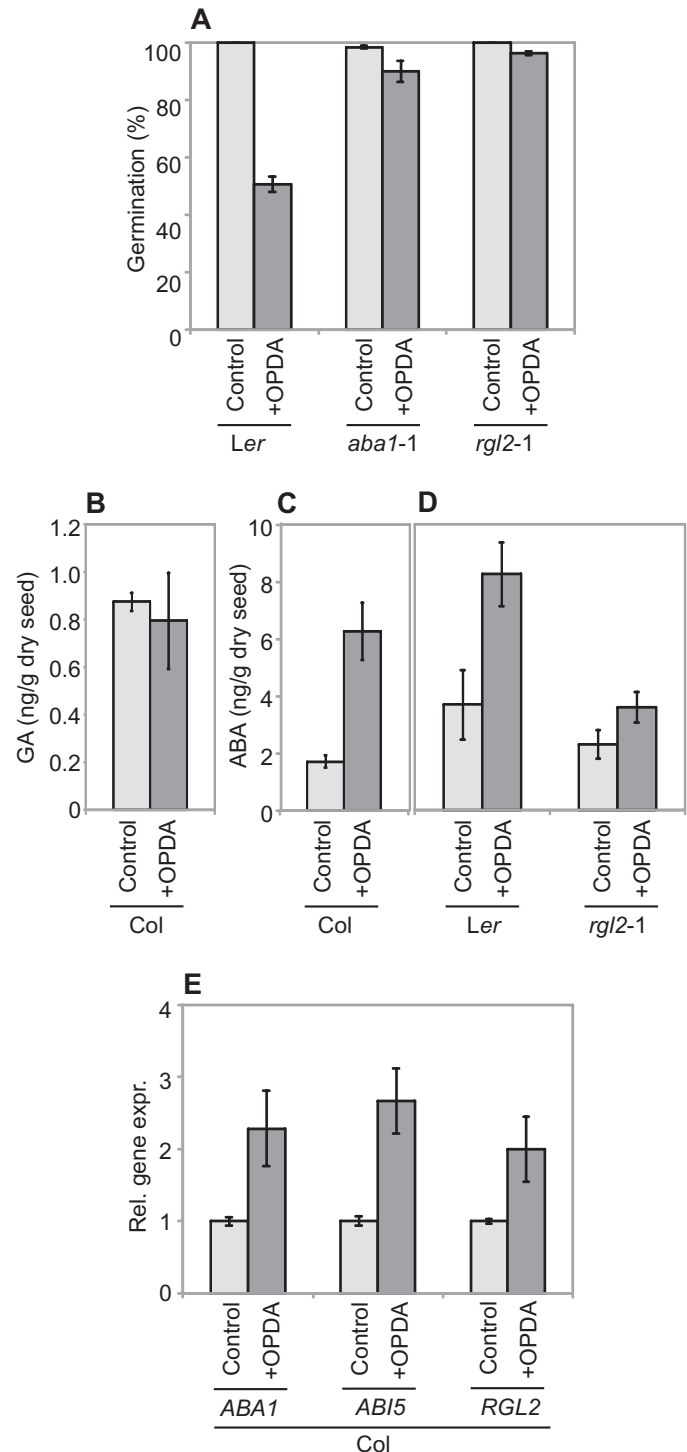 A
Germination (%)
100
80
60
40
20
0
Control
+OPDA
Control
+OPDA
Control
+OPDA
Ler
aba1-1
rgl2-1
B
C
D
GA (ng/g dry seed)
1.2
1.0
0.8
0.6
0.4
0.2
0
Control
+OPDA
Col
ABA (ng/g dry seed)
10
8
6
4
2
0
Control
+OPDA
Col
Control
+OPDA
Control
+OPDA
Ler
rgl2-1
E
Rel. gene expr.
4
3
2
1
0
Control
+OPDA
Control
+OPDA
Control
+OPDA
ABA1
ABI5
RGL2
Col